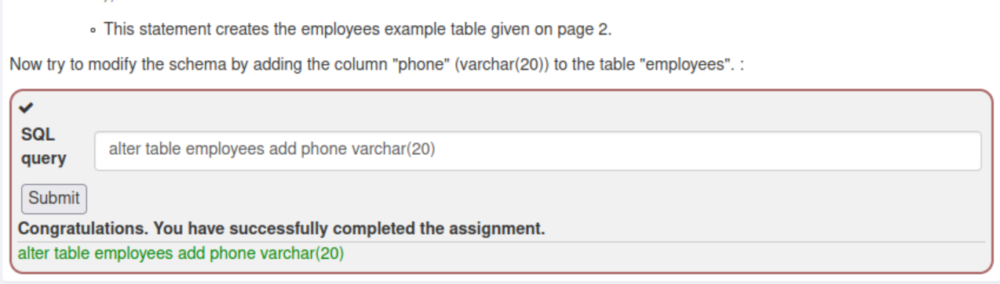 This statement creates the employees example table given on page 2.
Now try to modify the schema by adding the column "phone" (varchar(20)) to the table "employees". :
SQL
query
alter table employees add phone varchar(20)
Submit
Congratulations. You have successfully completed the assignment.
alter table employees add phone varchar(20)